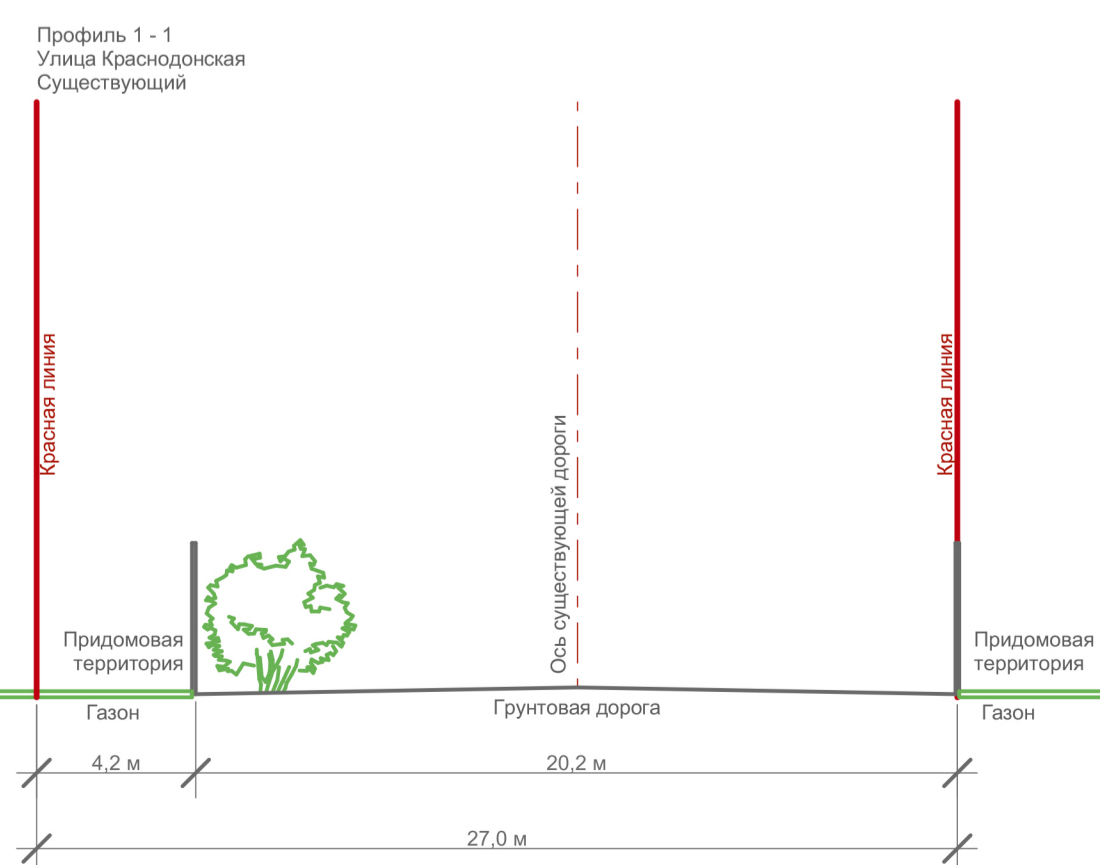 Профиль 1 - 1
Улица Краснодонская
Существующий
Красная линия
Красная линия
Ось существующей дороги
Придомовая
территория
Придомовая
территория
Газон
Грунтовая дорога
Газон
4,2 м
20,2 м
27,0 м